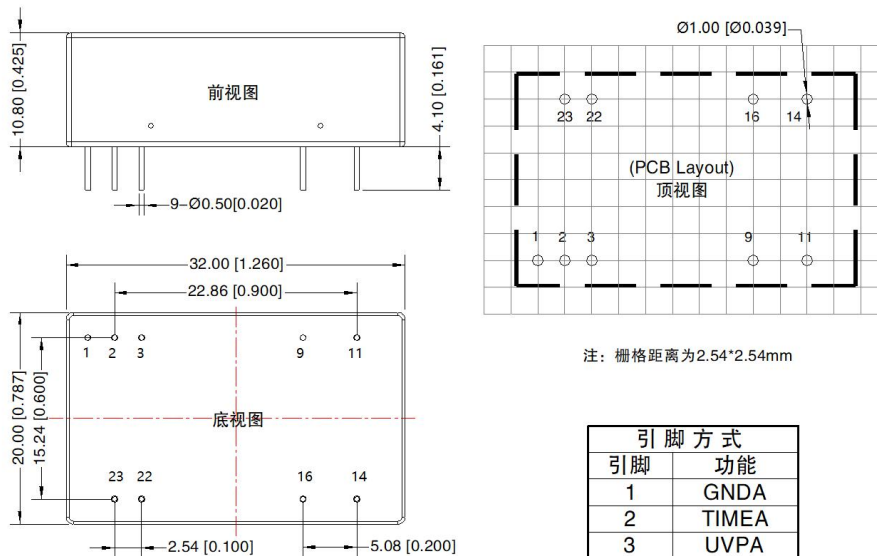 Ø1.00 [Ø0.039]
10.80 [0.425]
前视图
4.10 [0.161]
9-Ø0.50[0.020]
23 22 16 14
(PCB Layout)
顶视图
1 2 3 9 11
32.00 [1.260]
22.86 [0.900]
注：栅格距离为2.54*2.54mm
1 2 3 9 11
20.00 [0.787]
15.24 [0.600]
底视图
23 22 16 14
2.54 [0.100]
5.08 [0.200]
引脚方式
引脚 功能
1 GNDA
2 TIMEA
3 UVPA